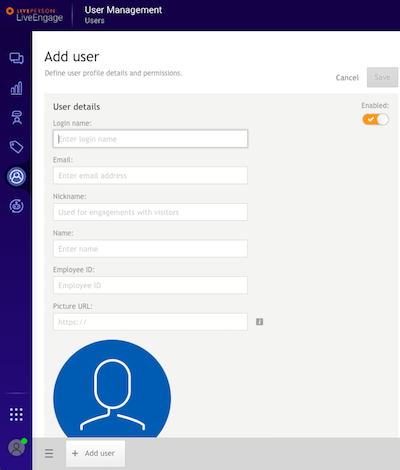 LIVEPERSON
LiveEngage
User Management
Users
Add user
Define user profile details and permissions.
Cancel
Save
User details
Enabled:
Login name:
Enter login name
Email:
Enter email address
Nickname:
Used for engagements with visitors
Name:
Enter name
Employee ID:
Employee ID
Picture URL:
https://
i
+ Add user